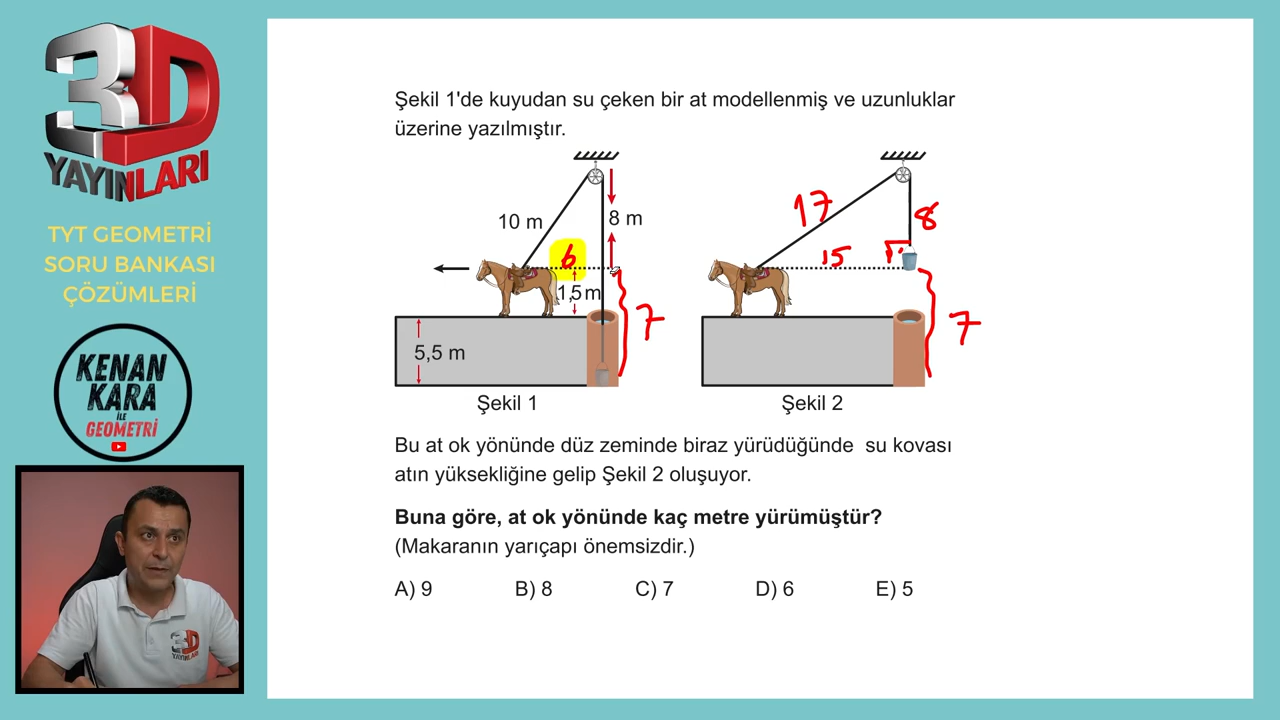 3D
YAYINLARI
TYT GEOMETRİ
SORU BANKASI
ÇÖZÜMLERİ
KENAN
KARA
İLE
GEOMETRİ
3D
YAYINLARI
Şekil 1'de kuyudan su çeken bir at modellenmiş ve uzunluklar
üzerine yazılmıştır.
10 m
8 m
6
1,5 m
7
5,5 m
Şekil 1
17
8
15
7
Şekil 2
Bu at ok yönünde düz zeminde biraz yürüdüğünde su kovası
atın yüksekliğine gelip Şekil 2 oluşuyor.
Buna göre, at ok yönünde kaç metre yürümüştür?
(Makaranın yarıçapı önemsizdir.)
A) 9 B) 8 C) 7 D) 6 E) 5